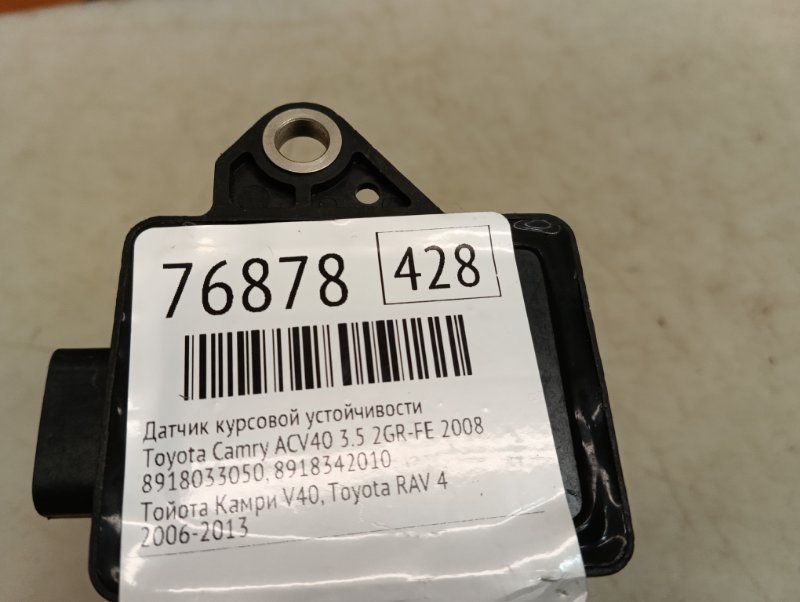 76878 428
Датчик курсовой устойчивости
Toyota Camry ACV40 3.5 2GR-FE 2008
8918033050, 8918342010
Тойота Камри V40, Toyota RAV 4
2006-2013